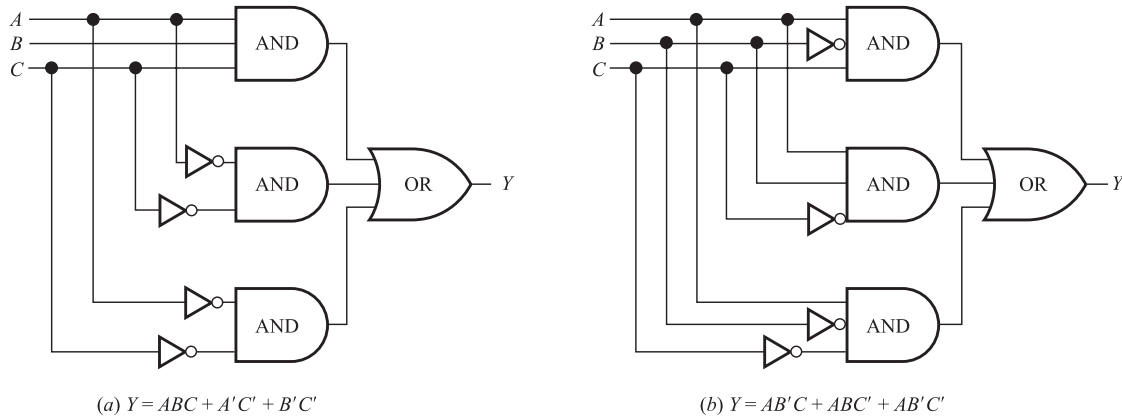 A
B
C
AND
AND
AND
OR
Y
(a) Y = ABC + A′C′ + B′C′
A
B
C
AND
AND
AND
OR
Y
(b) Y = AB′C + ABC′ + AB′C′